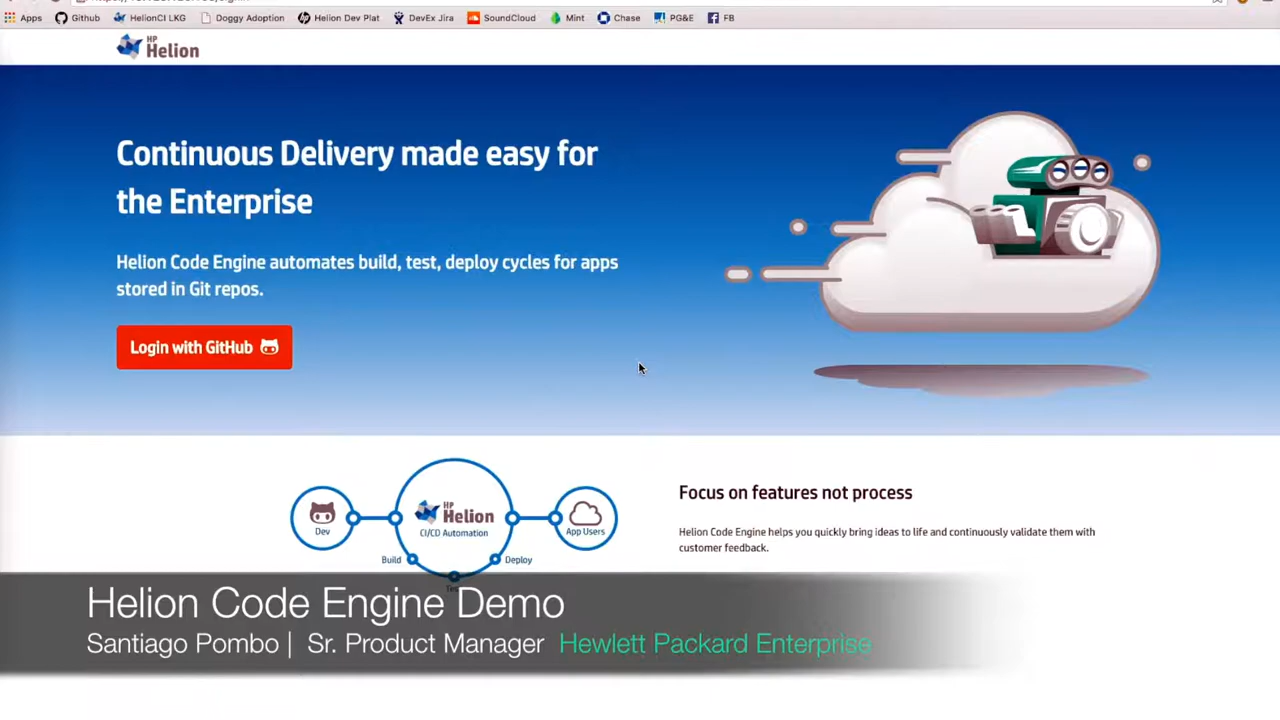 Apps Github HelionCI LKG Doggy Adoption Helion Dev Plat DevEx Jira SoundCloud Mint Chase PG&E FB
HP
Helion
Continuous Delivery made easy for
the Enterprise
Helion Code Engine automates build, test, deploy cycles for apps
stored in Git repos.
Login with GitHub
Focus on features not process
HP
Helion
CI/CD Automation
Dev
App Users
Build
Deploy
Helion Code Engine helps you quickly bring ideas to life and continuously validate them with
customer feedback.
Helion Code Engine Demo
Santiago Pombo | Sr. Product Manager Hewlett Packard Enterprise